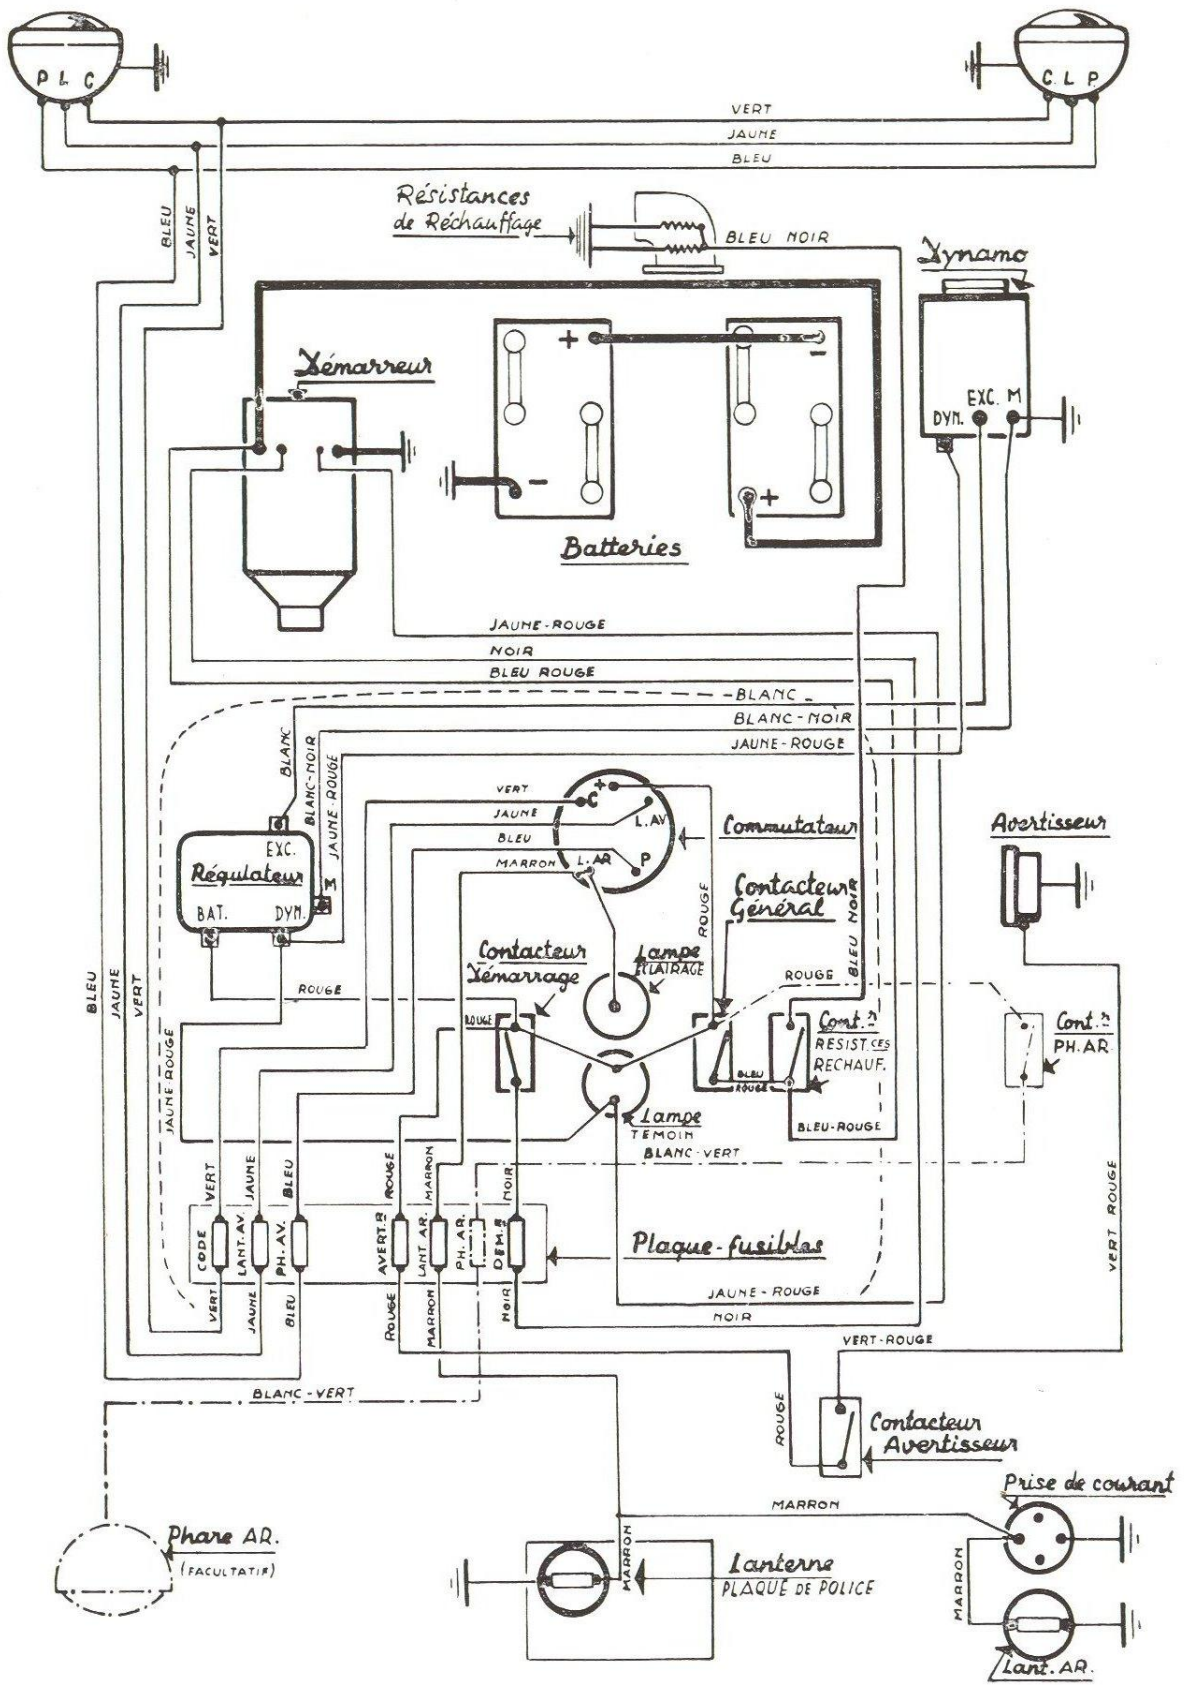 P L C
C. L P.
VERT
JAUNE
BLEU
BLEU
JAUNE
VERT
Résistances
de Réchauffage
BLEU NOIR
Dynamo
Démarreur
+
-
EXC. M
DYN.
-
+
Batteries
JAUNE-ROUGE
NOIR
BLEU ROUGE
BLANC
BLANC-NOIR
JAUNE-ROUGE
BLANC
BLANC-NOIR
JAUNE-ROUGE
VERT
JAUNE
BLEU
MARRON
+
C
L.AV
L.AR
P
Commutateur
Avertisseur
EXC.
Régulateur
M
BAT.
DYN.
ROUGE
Contacteur
Général
BLEU NOIR
Contacteur
Démarrage
Lampe
ECLAIRAGE
ROUGE
BLEU
JAUNE
VERT
ROUGE
ROUGE
Cont.r
RESIST.CES
RECHAUF.
Cont.r
PH.AR.
BLEU
ROUGE
JAUNE-ROUGE
Lampe
TEMOIN
BLEU-ROUGE
BLANC-VERT
VERT
JAUNE
BLEU
ROUGE
MARRON
NOIR
VERT ROUGE
CODE
LANT.AV.
PH.AV.
AVERT.R
LANT.AR.
PH.AR.
DEM.R
Plaque-fusibles
VERT
JAUNE
BLEU
ROUGE
MARRON
NOIR
JAUNE-ROUGE
NOIR
VERT-ROUGE
BLANC-VERT
ROUGE
Contacteur
Avertisseur
Prise de courant
MARRON
Phare AR.
(FACULTATIF)
MARRON
Lanterne
PLAQUE DE POLICE
MARRON
Lant.AR.